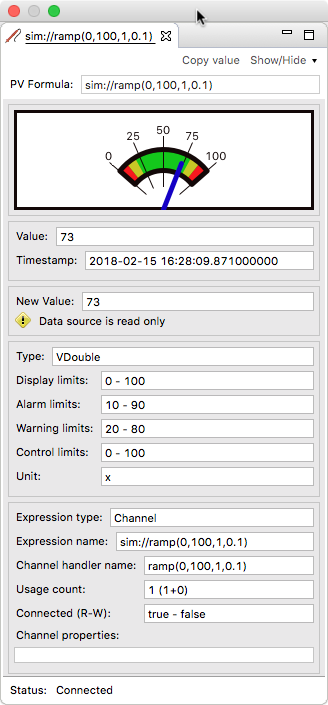 sim://ramp(0,100,1,0.1)
Copy value Show/Hide
PV Formula: sim://ramp(0,100,1,0.1)
0 25 50 75 100
Value: 73
Timestamp: 2018-02-15 16:28:09.871000000
New Value: 73
Data source is read only
Type: VDouble
Display limits: 0 - 100
Alarm limits: 10 - 90
Warning limits: 20 - 80
Control limits: 0 - 100
Unit: x
Expression type: Channel
Expression name: sim://ramp(0,100,1,0.1)
Channel handler name: ramp(0,100,1,0.1)
Usage count: 1 (1+0)
Connected (R-W): true - false
Channel properties:
Status: Connected